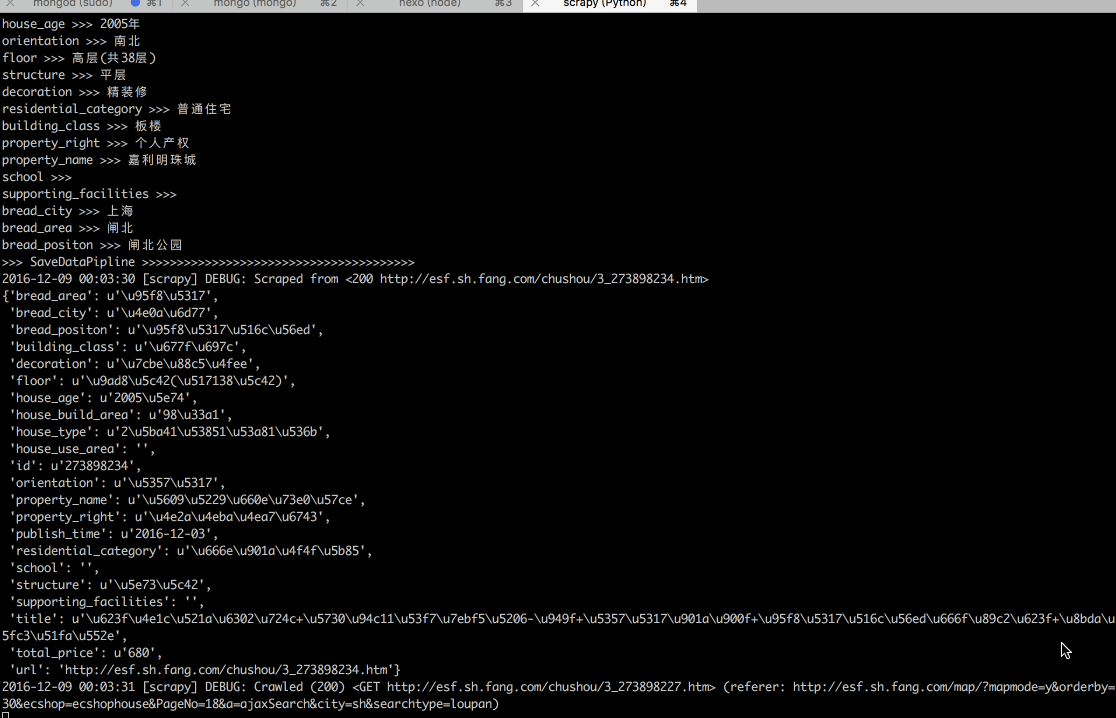 mongod (sudo) ⌘1 mongo (mongo) ⌘2 hexo (node) ⌘3 scrapy (Python) ⌘4
house_age >>> 2005年
orientation >>> 南北
floor >>> 高层(共38层)
structure >>> 平层
decoration >>> 精装修
residential_category >>> 普通住宅
building_class >>> 板楼
property_right >>> 个人产权
property_name >>> 嘉利明珠城
school >>>
supporting_facilities >>>
bread_city >>> 上海
bread_area >>> 闸北
bread_positon >>> 闸北公园
>>> SaveDataPipline >>>>>>>>>>>>>>>>>>>>>>>>>>>>>>>>>>>>>>>
2016-12-09 00:03:30 [scrapy] DEBUG: Scraped from <200 http://esf.sh.fang.com/chushou/3_273898234.htm>
{'bread_area': u'\u95f8\u5317',
 'bread_city': u'\u4e0a\u6d77',
 'bread_positon': u'\u95f8\u5317\u516c\u56ed',
 'building_class': u'\u677f\u697c',
 'decoration': u'\u7cbe\u88c5\u4fee',
 'floor': u'\u9ad8\u5c42(\u517138\u5c42)',
 'house_age': u'2005\u5e74',
 'house_build_area': u'98\u33a1',
 'house_type': u'2\u5ba41\u53851\u53a81\u536b',
 'house_use_area': '',
 'id': u'273898234',
 'orientation': u'\u5357\u5317',
 'property_name': u'\u5609\u5229\u660e\u73e0\u57ce',
 'property_right': u'\u4e2a\u4eba\u4ea7\u6743',
 'publish_time': u'2016-12-03',
 'residential_category': u'\u666e\u901a\u4f4f\u5b85',
 'school': '',
 'structure': u'\u5e73\u5c42',
 'supporting_facilities': '',
 'title': u'\u623f\u4e1c\u521a\u6302\u724c+\u5730\u94c11\u53f7\u7ebf5\u5206-\u949f+\u5357\u5317\u901a\u900f+\u95f8\u5317\u516c\u56ed\u666f\u89c2\u623f+\u8bda\u
5fc3\u51fa\u552e',
 'total_price': u'680',
 'url': 'http://esf.sh.fang.com/chushou/3_273898234.htm'}
2016-12-09 00:03:31 [scrapy] DEBUG: Crawled (200) <GET http://esf.sh.fang.com/chushou/3_273898227.htm> (referer: http://esf.sh.fang.com/map/?mapmode=y&orderby=
30&ecshop=ecshophouse&PageNo=18&a=ajaxSearch&city=sh&searchtype=loupan)